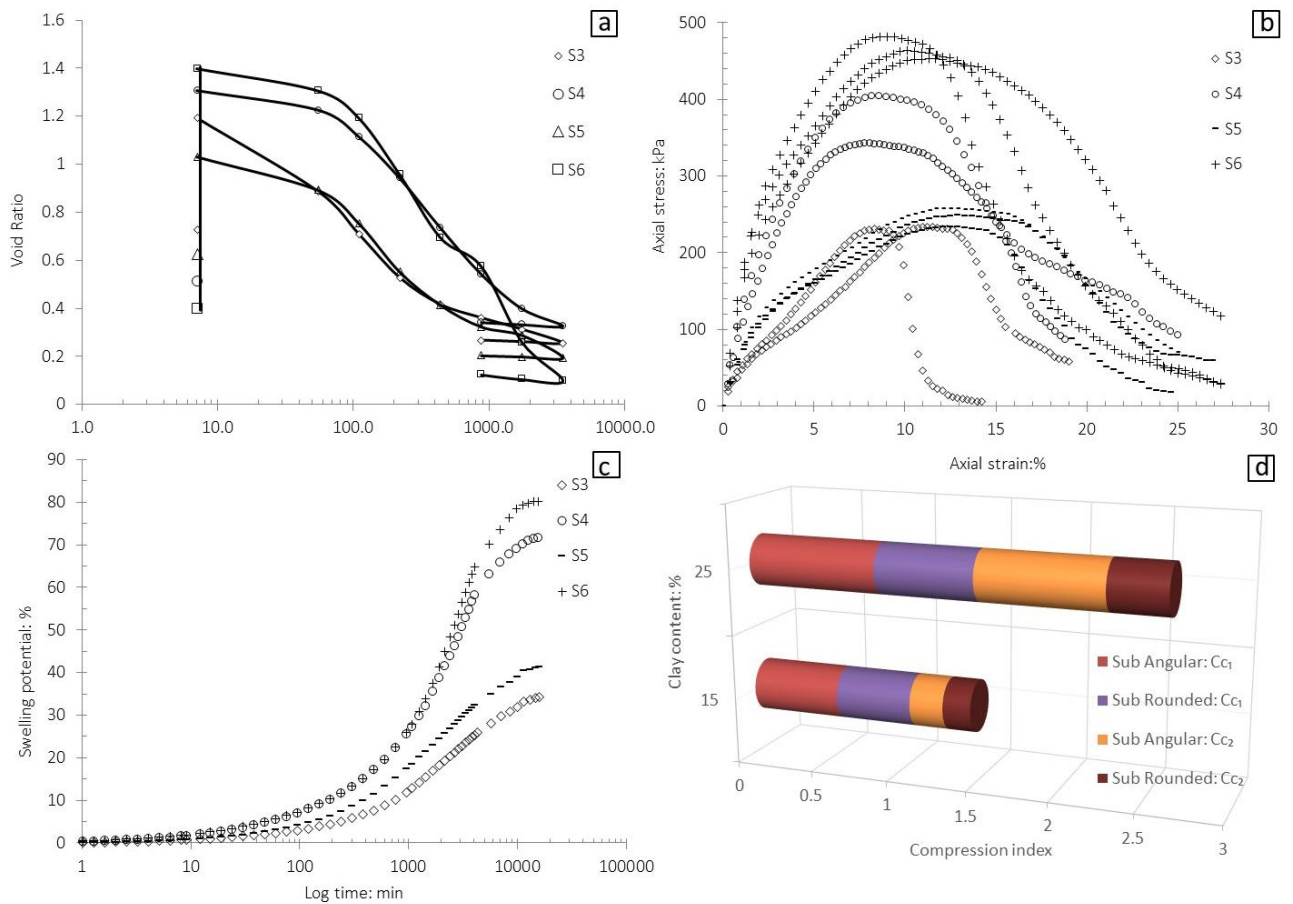 a
1.6
1.4
1.2
1
0.8
0.6
0.4
0.2
0
Void Ratio
1.0
10.0
100.0
1000.0
10000.0
S3
S4
S5
S6
b
500
400
300
200
100
0
Axial stress: kPa
0
5
10
15
20
25
30
Axial strain:%
S3
S4
S5
S6
c
90
80
70
60
50
40
30
20
10
0
Swelling potential: %
1
10
100
1000
10000
100000
Log time: min
S3
S4
S5
S6
d
25
15
Clay content: %
0
0.5
1
1.5
2
2.5
3
Compression index
Sub Angular: Cc₁
Sub Rounded: Cc₁
Sub Angular: Cc₂
Sub Rounded: Cc₂